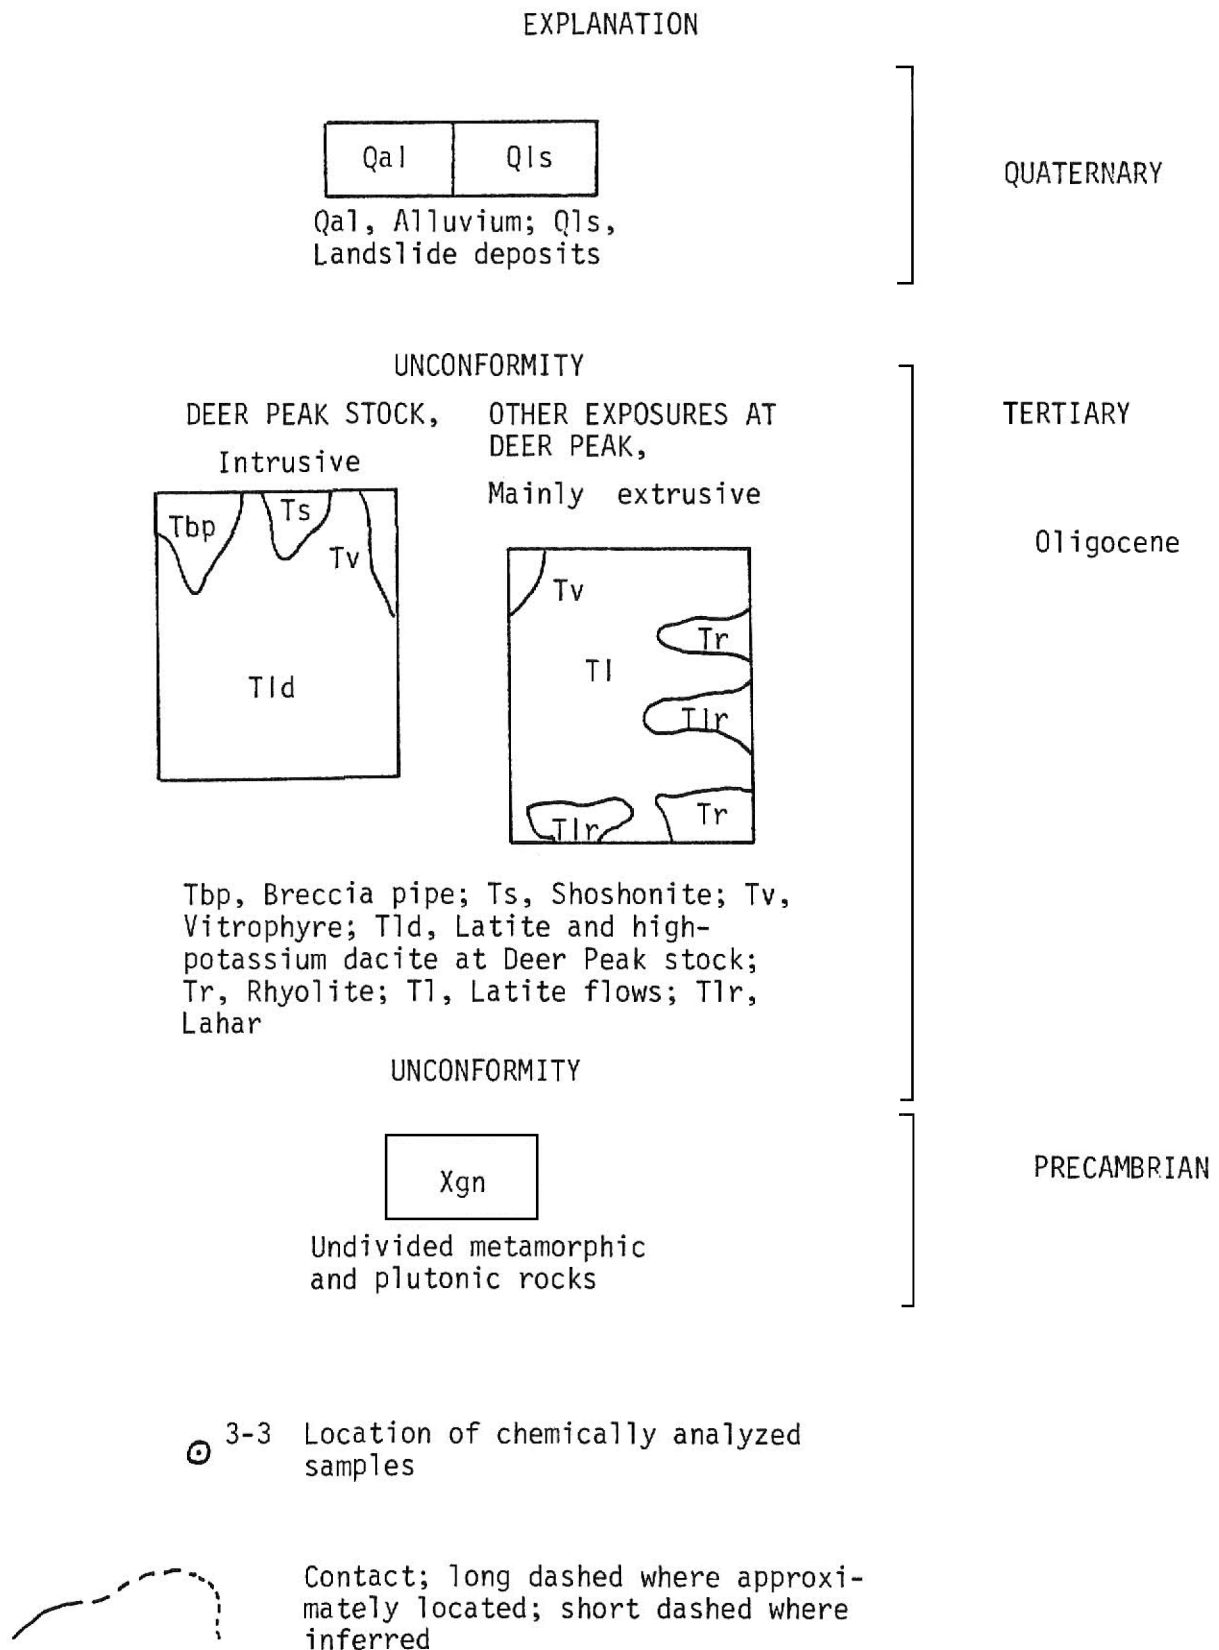 EXPLANATION
Qal Qls
QUATERNARY
Qal, Alluvium; Qls,
Landslide deposits
UNCONFORMITY
DEER PEAK STOCK,
Intrusive
OTHER EXPOSURES AT
DEER PEAK,
Mainly extrusive
TERTIARY
Oligocene
Tbp
Ts
Tv
Tld
Tv
Tr
Tl
Tlr
Tlr
Tr
Tbp, Breccia pipe; Ts, Shoshonite; Tv,
Vitrophyre; Tld, Latite and high-
potassium dacite at Deer Peak stock;
Tr, Rhyolite; Tl, Latite flows; Tlr,
Lahar
UNCONFORMITY
Xgn
PRECAMBRIAN
Undivided metamorphic
and plutonic rocks
3-3 Location of chemically analyzed
samples
Contact; long dashed where approxi-
mately located; short dashed where
inferred